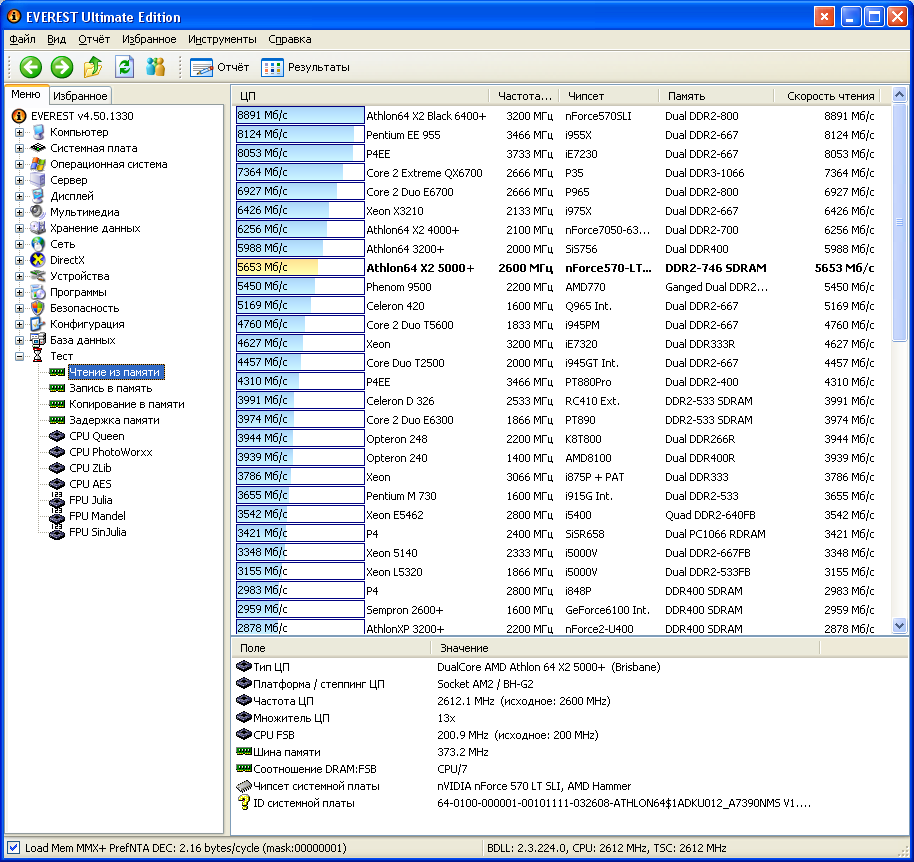 EVEREST Ultimate Edition
Файл Вид Отчёт Избранное Инструменты Справка
Отчёт Результаты
Меню Избранное
EVEREST v4.50.1330
Компьютер
Системная плата
Операционная система
Сервер
Дисплей
Мультимедиа
Хранение данных
Сеть
DirectX
Устройства
Программы
Безопасность
Конфигурация
База данных
Тест
Чтение из памяти
Запись в память
Копирование в памяти
Задержка памяти
CPU Queen
CPU PhotoWorxx
CPU ZLib
CPU AES
FPU Julia
FPU Mandel
FPU SinJulia
ЦП Частота... Чипсет Память Скорость чтения
8891 Мб/с Athlon64 X2 Black 6400+ 3200 МГц nForce570SLI Dual DDR2-800 8891 Мб/с
8124 Мб/с Pentium EE 955 3466 МГц i955X Dual DDR2-667 8124 Мб/с
8053 Мб/с P4EE 3733 МГц iE7230 Dual DDR2-667 8053 Мб/с
7364 Мб/с Core 2 Extreme QX6700 2666 МГц P35 Dual DDR3-1066 7364 Мб/с
6927 Мб/с Core 2 Duo E6700 2666 МГц P965 Dual DDR2-800 6927 Мб/с
6426 Мб/с Xeon X3210 2133 МГц i975X Dual DDR2-667 6426 Мб/с
6256 Мб/с Athlon64 X2 4000+ 2100 МГц nForce7050-63... Dual DDR2-700 6256 Мб/с
5988 Мб/с Athlon64 3200+ 2000 МГц SiS756 Dual DDR400 5988 Мб/с
5653 Мб/с Athlon64 X2 5000+ 2600 МГц nForce570-LT... DDR2-746 SDRAM 5653 Мб/с
5450 Мб/с Phenom 9500 2200 МГц AMD770 Ganged Dual DDR2... 5450 Мб/с
5169 Мб/с Celeron 420 1600 МГц Q965 Int. Dual DDR2-667 5169 Мб/с
4760 Мб/с Core 2 Duo T5600 1833 МГц i945PM Dual DDR2-667 4760 Мб/с
4627 Мб/с Xeon 3200 МГц iE7320 Dual DDR333R 4627 Мб/с
4457 Мб/с Core Duo T2500 2000 МГц i945GT Int. Dual DDR2-667 4457 Мб/с
4310 Мб/с P4EE 3466 МГц PT880Pro Dual DDR2-400 4310 Мб/с
3991 Мб/с Celeron D 326 2533 МГц RC410 Ext. DDR2-533 SDRAM 3991 Мб/с
3974 Мб/с Core 2 Duo E6300 1866 МГц PT890 DDR2-533 SDRAM 3974 Мб/с
3944 Мб/с Opteron 248 2200 МГц K8T800 Dual DDR266R 3944 Мб/с
3939 Мб/с Opteron 240 1400 МГц AMD8100 Dual DDR400R 3939 Мб/с
3786 Мб/с Xeon 3066 МГц i875P + PAT Dual DDR333 3786 Мб/с
3655 Мб/с Pentium M 730 1600 МГц i915G Int. Dual DDR2-533 3655 Мб/с
3542 Мб/с Xeon E5462 2800 МГц i5400 Quad DDR2-640FB 3542 Мб/с
3421 Мб/с P4 2400 МГц SiSR658 Dual PC1066 RDRAM 3421 Мб/с
3348 Мб/с Xeon 5140 2333 МГц i5000V Dual DDR2-667FB 3348 Мб/с
3155 Мб/с Xeon L5320 1866 МГц i5000V Dual DDR2-533FB 3155 Мб/с
2983 Мб/с P4 2800 МГц i848P DDR400 SDRAM 2983 Мб/с
2959 Мб/с Sempron 2600+ 1600 МГц GeForce6100 Int. DDR400 SDRAM 2959 Мб/с
2878 Мб/с AthlonXP 3200+ 2200 МГц nForce2-U400 DDR400 SDRAM 2878 Мб/с
Поле Значение
Тип ЦП DualCore AMD Athlon 64 X2 5000+ (Brisbane)
Платформа / степпинг ЦП Socket AM2 / BH-G2
Частота ЦП 2612.1 MHz (исходное: 2600 MHz)
Множитель ЦП 13x
CPU FSB 200.9 MHz (исходное: 200 MHz)
Шина памяти 373.2 MHz
Соотношение DRAM:FSB CPU/7
Чипсет системной платы nVIDIA nForce 570 LT SLI, AMD Hammer
ID системной платы 64-0100-000001-00101111-032608-ATHLON64$1ADKU012_A7390NMS V1....
Load Mem MMX+ PrefNTA DEC: 2.16 bytes/cycle (mask:00000001) BDLL: 2.3.224.0, CPU: 2612 MHz, TSC: 2612 MHz